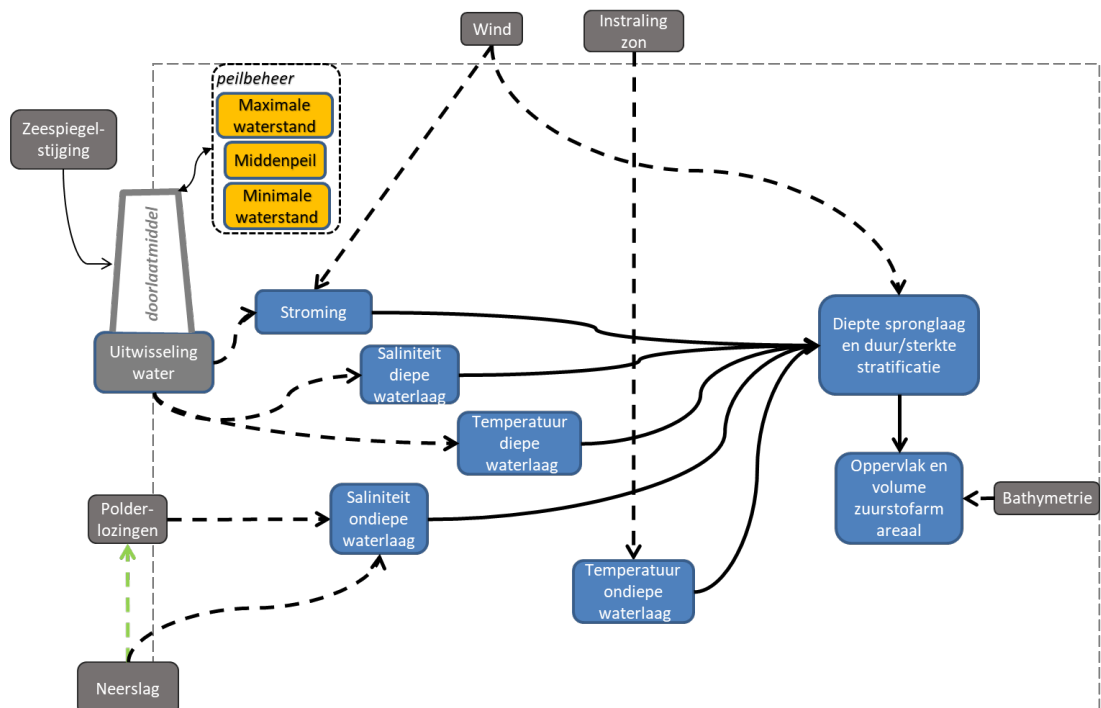 Wind
Instraling
zon
peilbeheer
Maximale
waterstand
Middenpeil
Minimale
waterstand
Zeespiegel-
stijging
doorlaatmiddel
Uitwisseling
water
Stroming
Saliniteit
diepe
waterlaag
Temperatuur
diepe
waterlaag
Diepte spronglaag
en duur/sterkte
stratificatie
Polder-
lozingen
Saliniteit
ondiepe
waterlaag
Oppervlak en
volume
zuurstofarm
areaal
Bathymetrie
Temperatuur
ondiepe
waterlaag
Neerslag